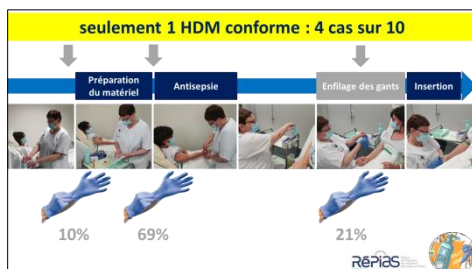 seulement 1 HDM conforme : 4 cas sur 10
Préparation
du matériel
Antisepsie
Enfilage des gants
Insertion
10%
69%
21%
RéPIAS